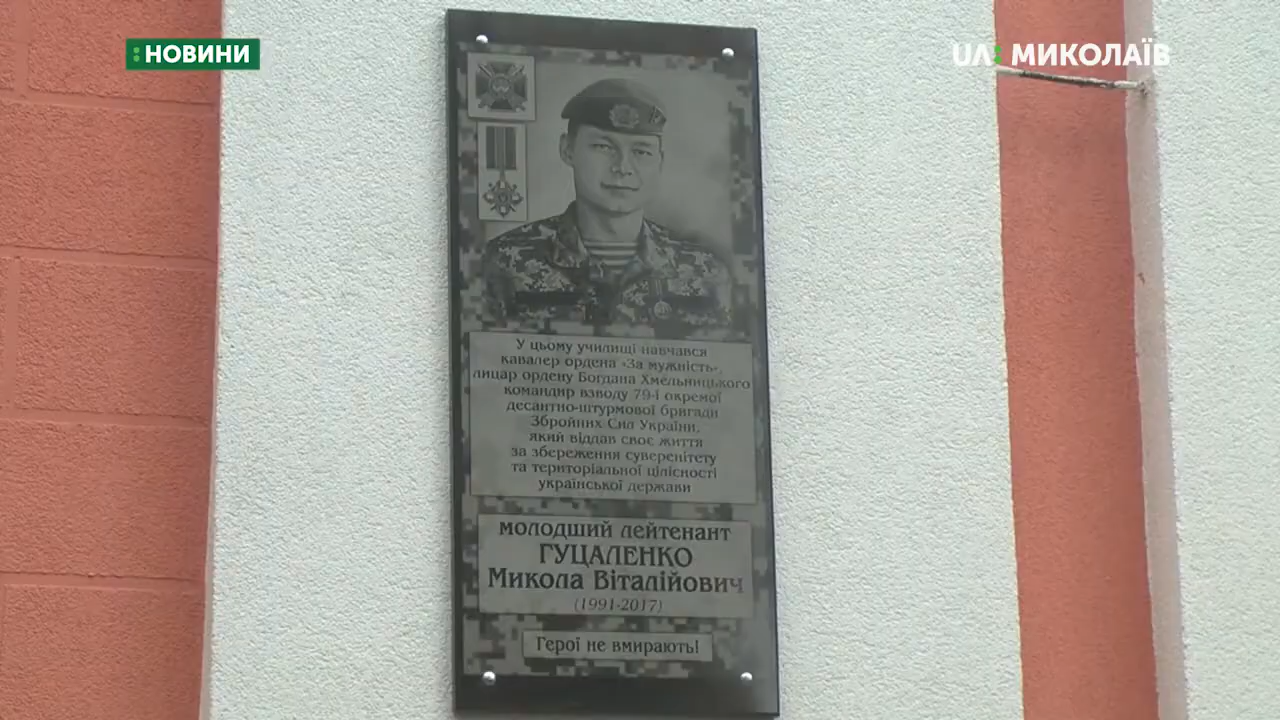 :НОВИНИ
UA: МИКОЛАЇВ
У цьому училищі навчався
кавалер ордена «За мужність»,
лицар ордену Богдана Хмельницького
командир взводу 79-ї окремої
десантно-штурмової бригади
Збройних Сил України,
який віддав своє життя
за збереження суверенітету
та територіальної цілісності
української держави
молодший лейтенант
ГУЦАЛЕНКО
Микола Віталійович
(1991-2017)
Герої не вмирають!